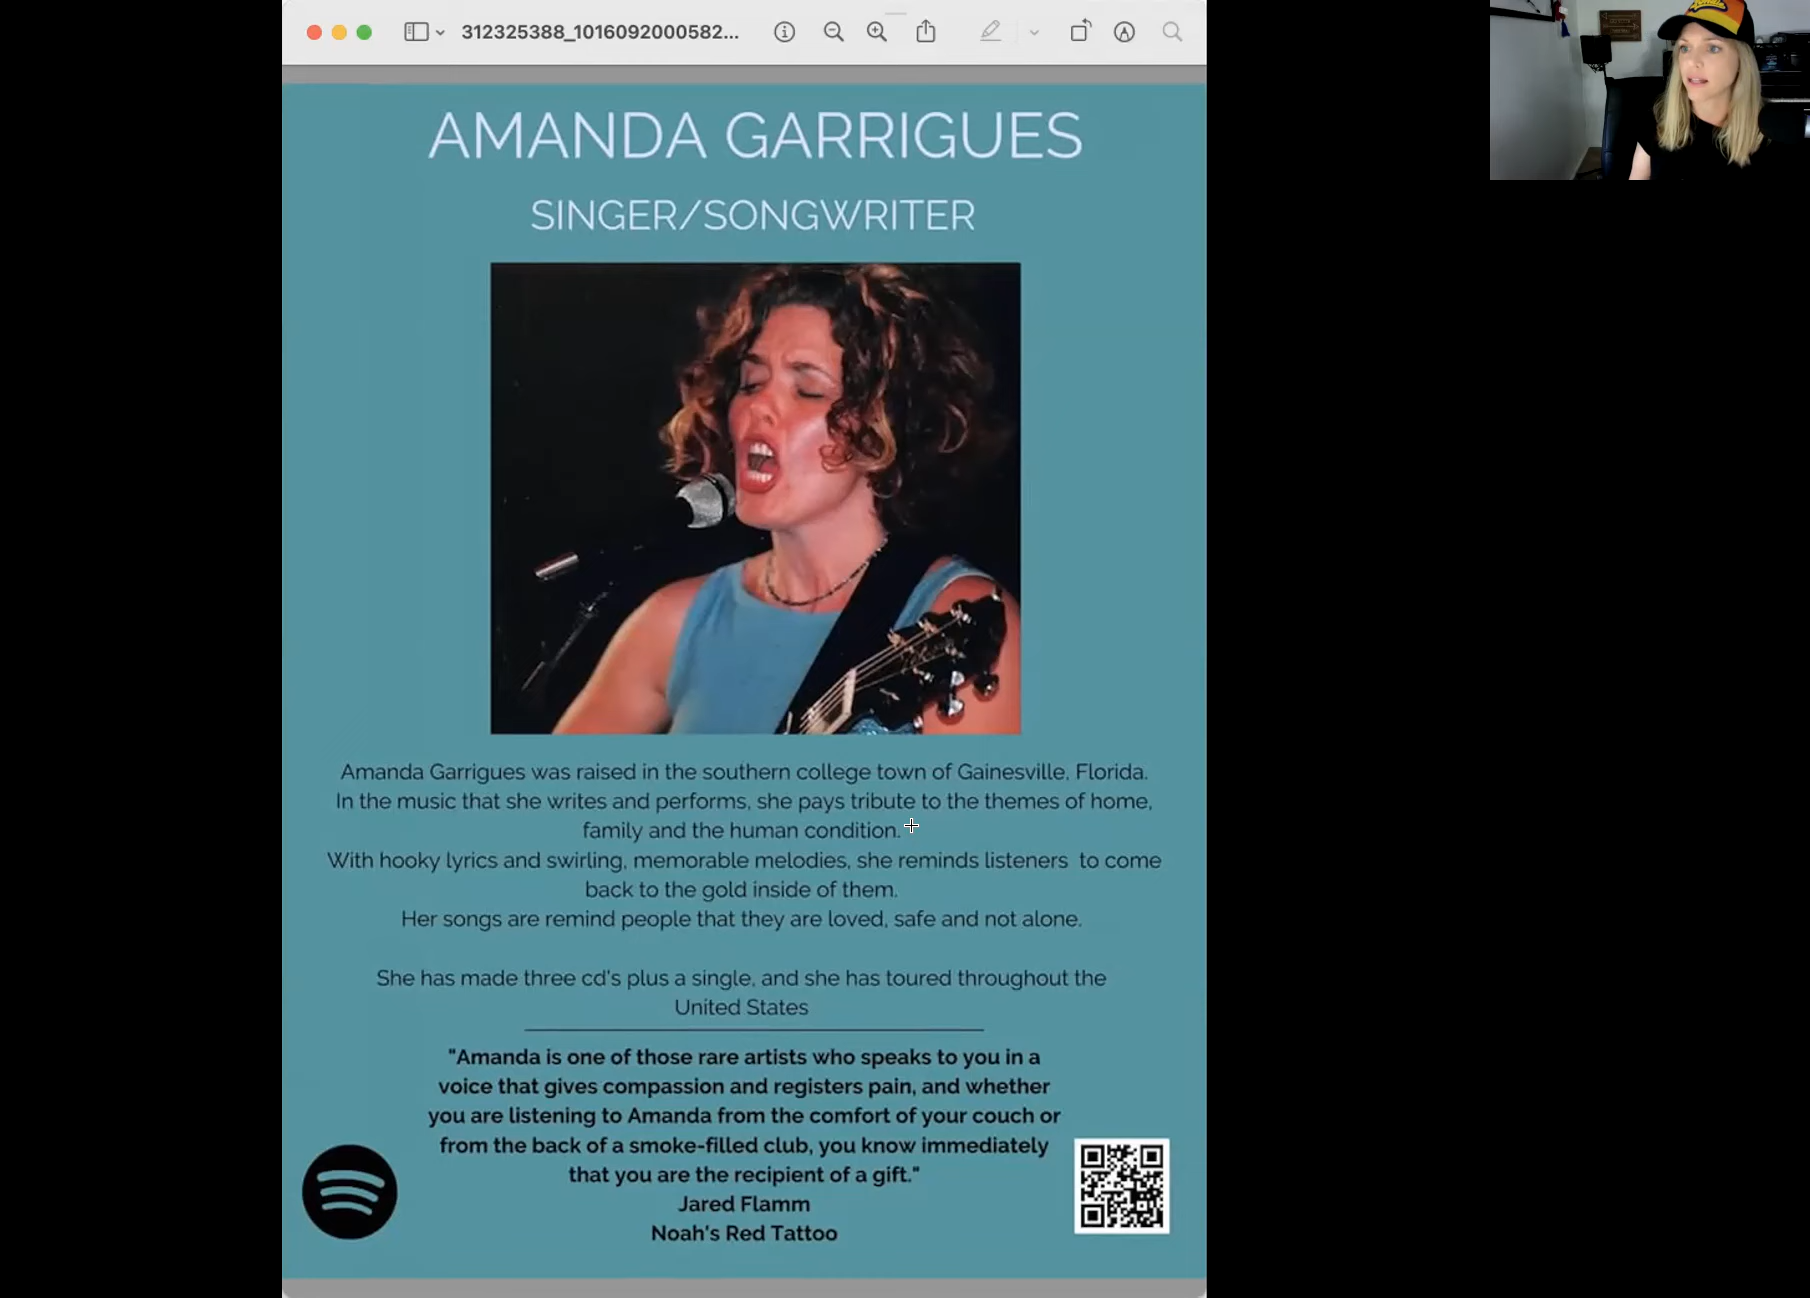 312325388_1016092000582...
AMANDA GARRIGUES
SINGER/SONGWRITER
Amanda Garrigues was raised in the southern college town of Gainesville, Florida.
In the music that she writes and performs, she pays tribute to the themes of home,
family and the human condition.
With hooky lyrics and swirling, memorable melodies, she reminds listeners to come
back to the gold inside of them.
Her songs are remind people that they are loved, safe and not alone.
She has made three cd's plus a single, and she has toured throughout the
United States
"Amanda is one of those rare artists who speaks to you in a
voice that gives compassion and registers pain, and whether
you are listening to Amanda from the comfort of your couch or
from the back of a smoke-filled club, you know immediately
that you are the recipient of a gift."
Jared Flamm
Noah's Red Tattoo